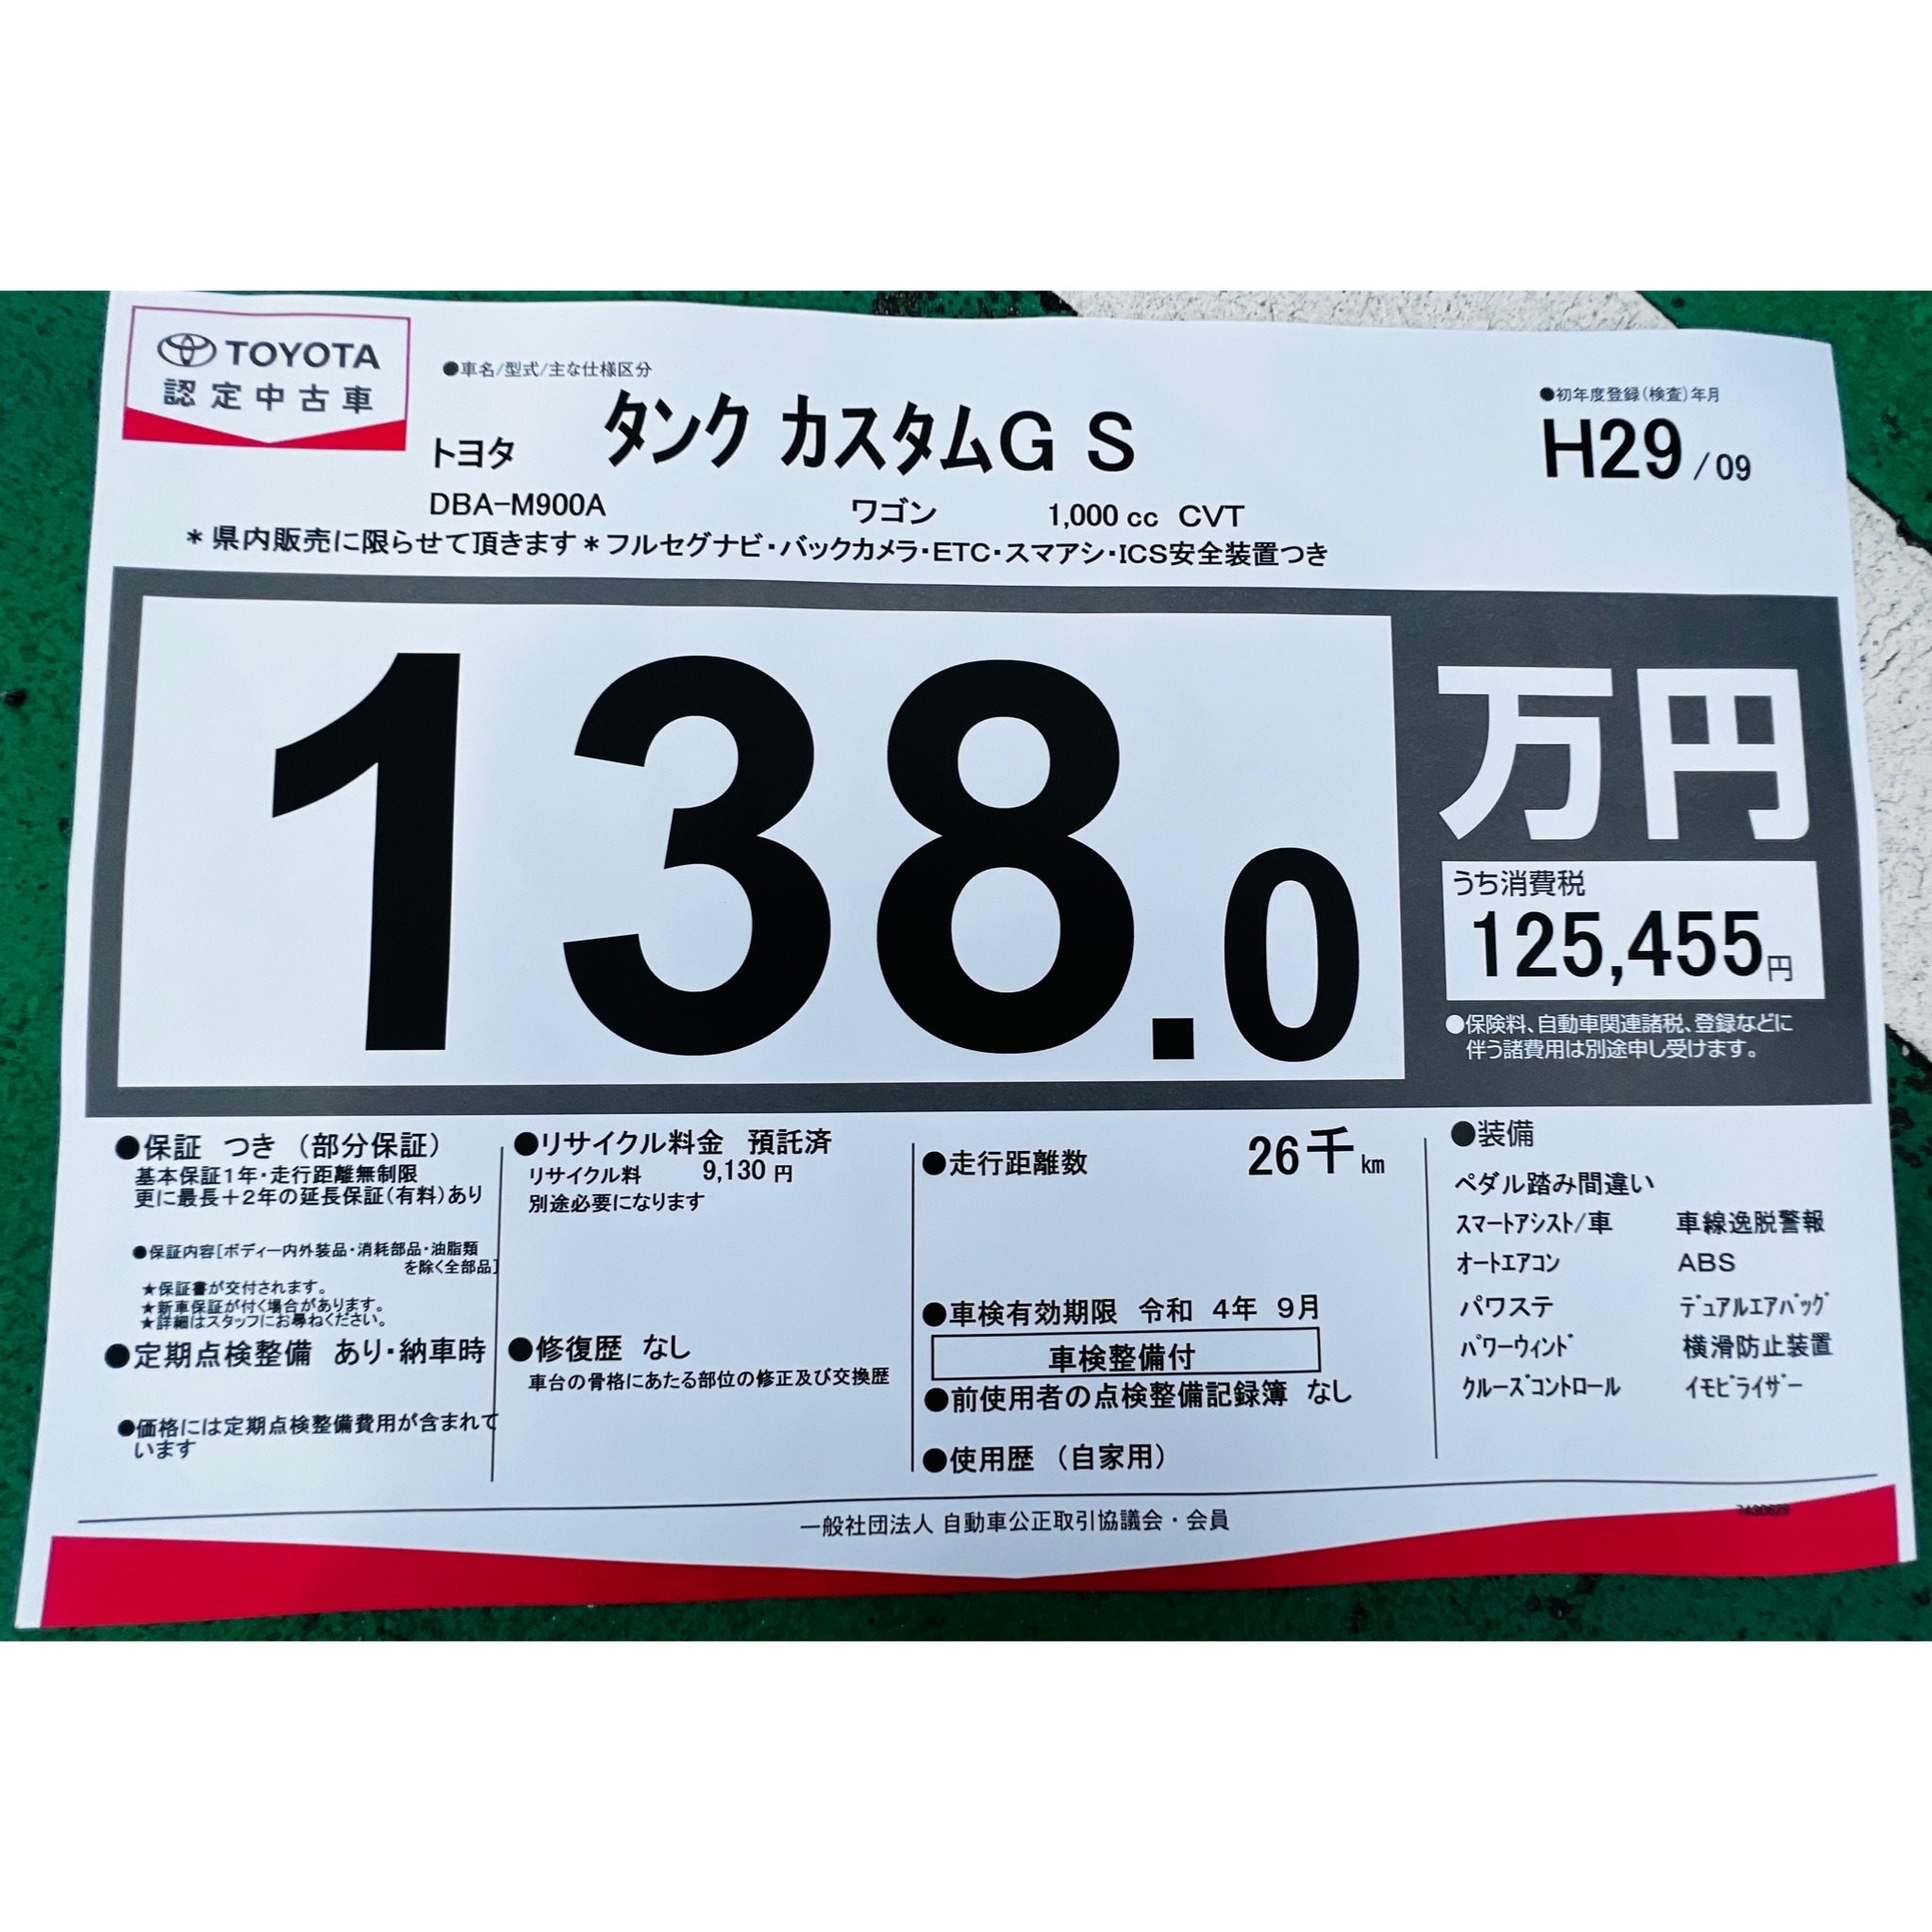 TOYOTA
認定中古車
●車名/型式/主な仕様区分
トヨタ タンク カスタムG S
●初年度登録(検査)年月
H29/09
DBA-M900A ワゴン 1,000cc CVT
＊県内販売に限らせて頂きます＊フルセグナビ・バックカメラ・ETC・スマアシ・ICS安全装置つき
138.0
万円
うち消費税
125,455円
●保険料、自動車関連諸税、登録などに
伴う諸費用は別途申し受けます。
●保証 つき (部分保証)
基本保証1年・走行距離無制限
更に最長＋2年の延長保証(有料)あり
●保証内容[ボディー内外装品・消耗部品・油脂類
を除く全部品]
★保証書が交付されます。
★新車保証が付く場合があります。
★詳細はスタッフにお尋ねください。
●定期点検整備 あり・納車時
●価格には定期点検整備費用が含まれて
います
●リサイクル料金 預託済
リサイクル料 9,130円
別途必要になります
●修復歴 なし
車台の骨格にあたる部位の修正及び交換歴
●走行距離数 26千km
●車検有効期限 令和 4年 9月
車検整備付
●前使用者の点検整備記録簿 なし
●使用歴 (自家用)
●装備
ペダル踏み間違い
ｽﾏｰﾄｱｼｽﾄ/車 車線逸脱警報
ｵｰﾄｴｱｺﾝ ABS
パワステ ﾃﾞｭｱﾙｴｱﾊﾞｯｸﾞ
ﾊﾟﾜｰｳｨﾝﾄﾞ 横滑防止装置
ｸﾙｰｽﾞｺﾝﾄﾛｰﾙ ｲﾓﾋﾞﾗｲｻﾞｰ
一般社団法人 自動車公正取引協議会・会員